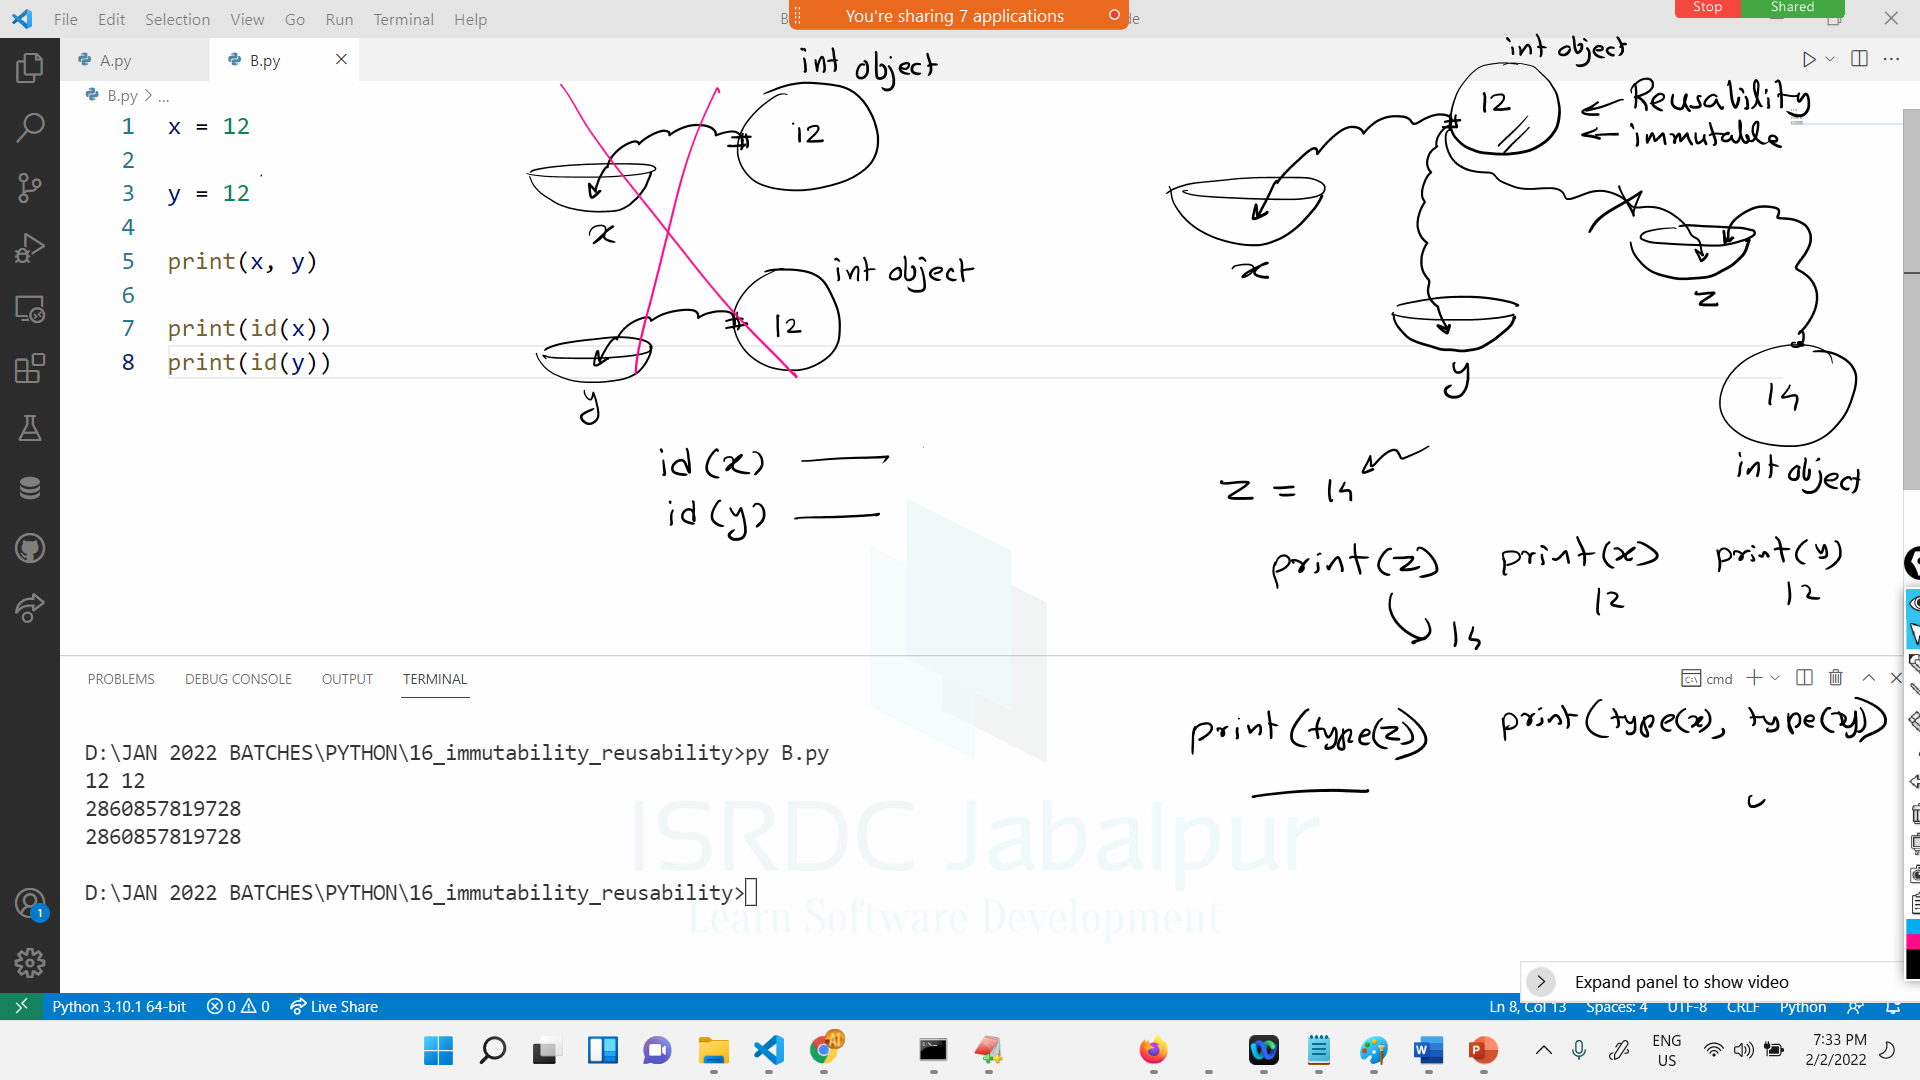 File Edit Selection View Go Run Terminal Help
You're sharing 7 applications
Stop Shared
A.py
B.py
B.py > ...
1 x = 12
2
3 y = 12
4
5 print(x, y)
6
7 print(id(x))
8 print(id(y))
int object
12
x
int object
12
y
id(x)
id(y)
int object
12
Reusability
immutable
x
y
z
14
int object
z = 14
print(z) print(x) print(y)
12 12
14
print(type(z)) print(type(x), type(y))
PROBLEMS DEBUG CONSOLE OUTPUT TERMINAL
cmd
D:\JAN 2022 BATCHES\PYTHON\16_immutability_reusability>py B.py
12 12
2860857819728
2860857819728
D:\JAN 2022 BATCHES\PYTHON\16_immutability_reusability>
ISRDC Jabalpur
Learn Software Development
Expand panel to show video
Python 3.10.1 64-bit 0 0 Live Share
Ln 8, Col 13 Spaces: 4 UTF-8 CRLF Python
1
AI
ENG
US
7:33 PM
2/2/2022